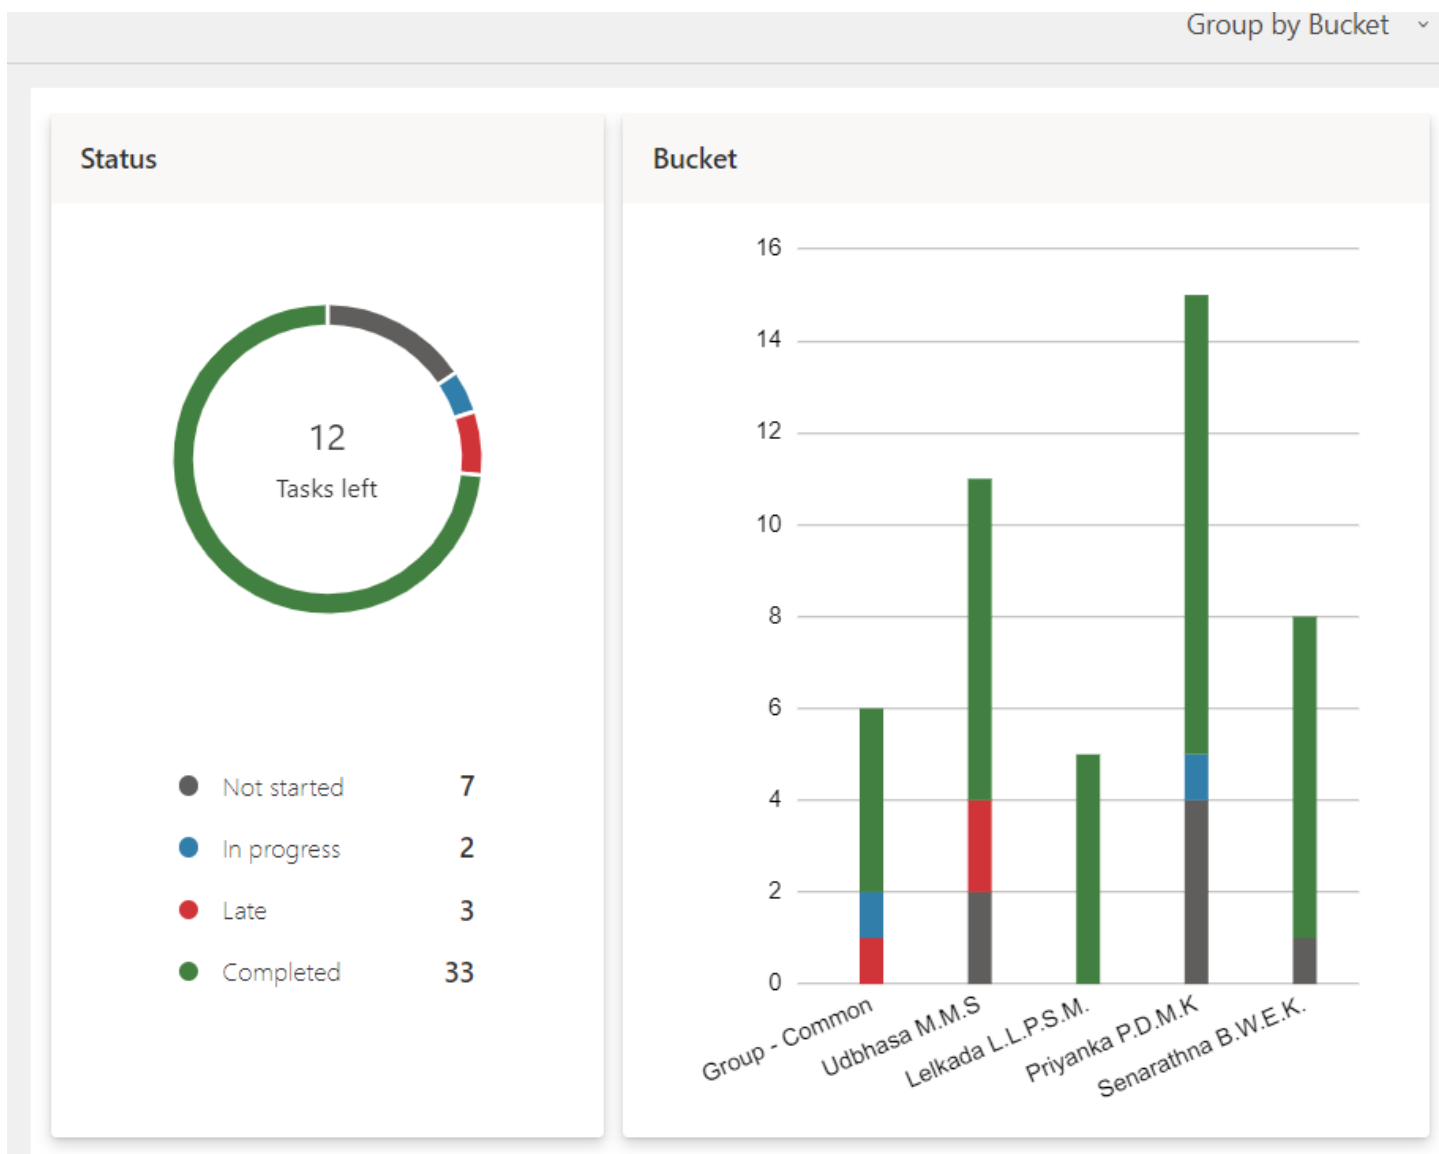 Group by Bucket
Status
Bucket
12
Tasks left
Not started 7
In progress 2
Late 3
Completed 33
16
14
12
10
8
6
4
2
0
Group - Common
Udbhasa M.M.S
Lelkada L.L.P.S.M.
Priyanka P.D.M.K
Senarathna B.W.E.K.